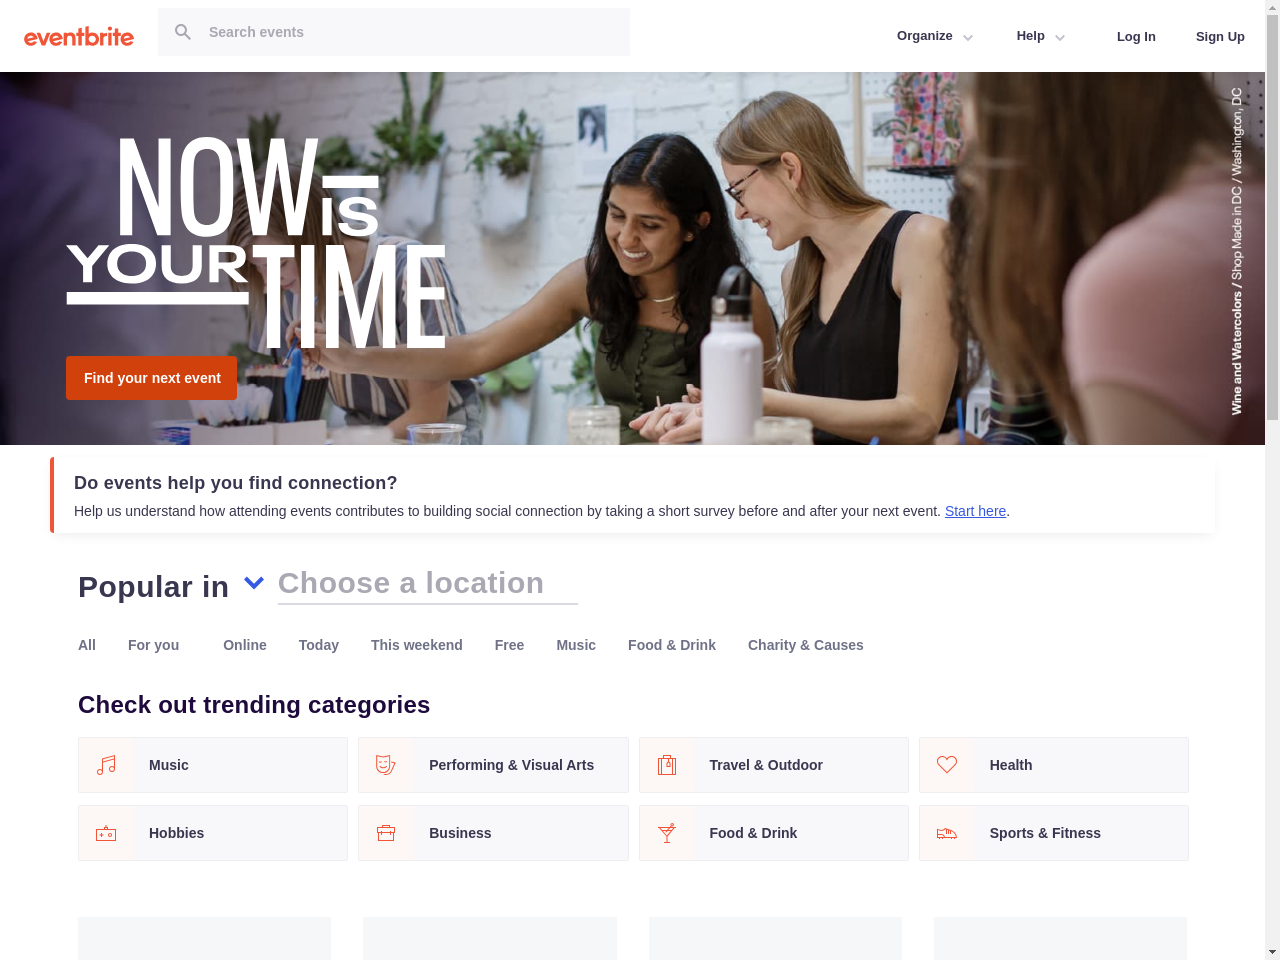 eventbrite
Search events
Organize
Help
Log In
Sign Up
NOW is
YOUR TIME
Find your next event
Wine and Watercolors / Shop Made in DC / Washington, DC
Do events help you find connection?
Help us understand how attending events contributes to building social connection by taking a short survey before and after your next event. Start here.
Popular in
Choose a location
All
For you
Online
Today
This weekend
Free
Music
Food & Drink
Charity & Causes
Check out trending categories
Music
Performing & Visual Arts
Travel & Outdoor
Health
Hobbies
Business
Food & Drink
Sports & Fitness